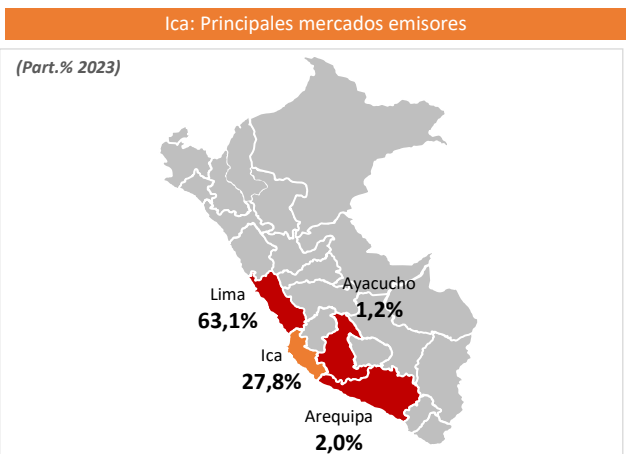 Ica: Principales mercados emisores
(Part.% 2023)
Ayacucho
1,2%
Lima
63,1%
Ica
27,8%
Arequipa
2,0%